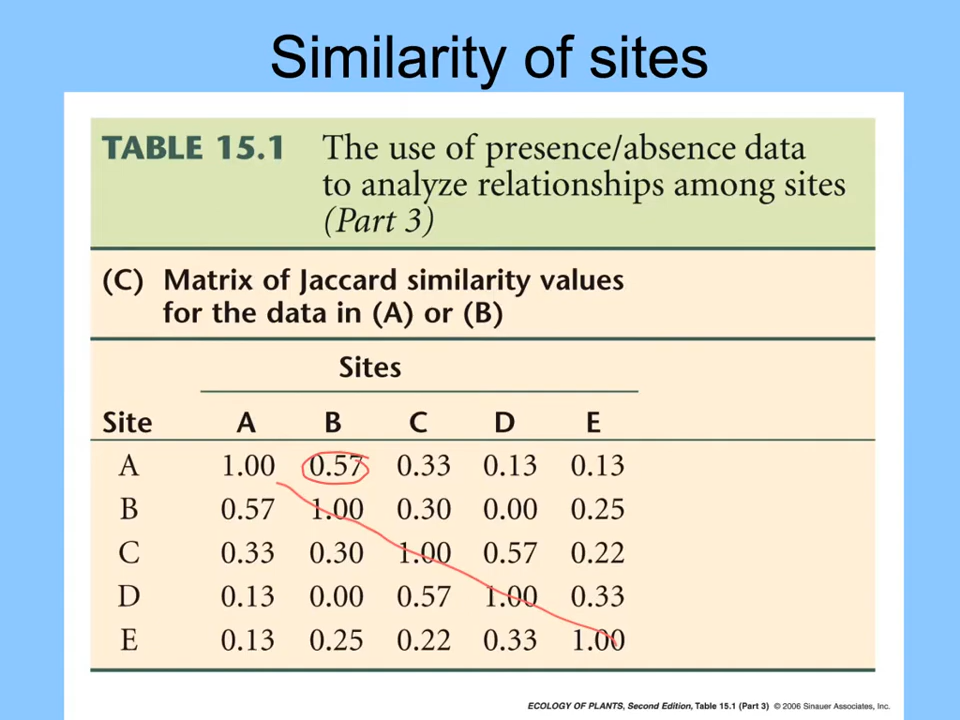 Similarity of sites
TABLE 15.1 The use of presence/absence data
to analyze relationships among sites
(Part 3)
(C) Matrix of Jaccard similarity values
for the data in (A) or (B)
Sites
Site A B C D E
A 1.00 0.57 0.33 0.13 0.13
B 0.57 1.00 0.30 0.00 0.25
C 0.33 0.30 1.00 0.57 0.22
D 0.13 0.00 0.57 1.00 0.33
E 0.13 0.25 0.22 0.33 1.00
ECOLOGY OF PLANTS, Second Edition, Table 15.1 (Part 3) © 2006 Sinauer Associates, Inc.